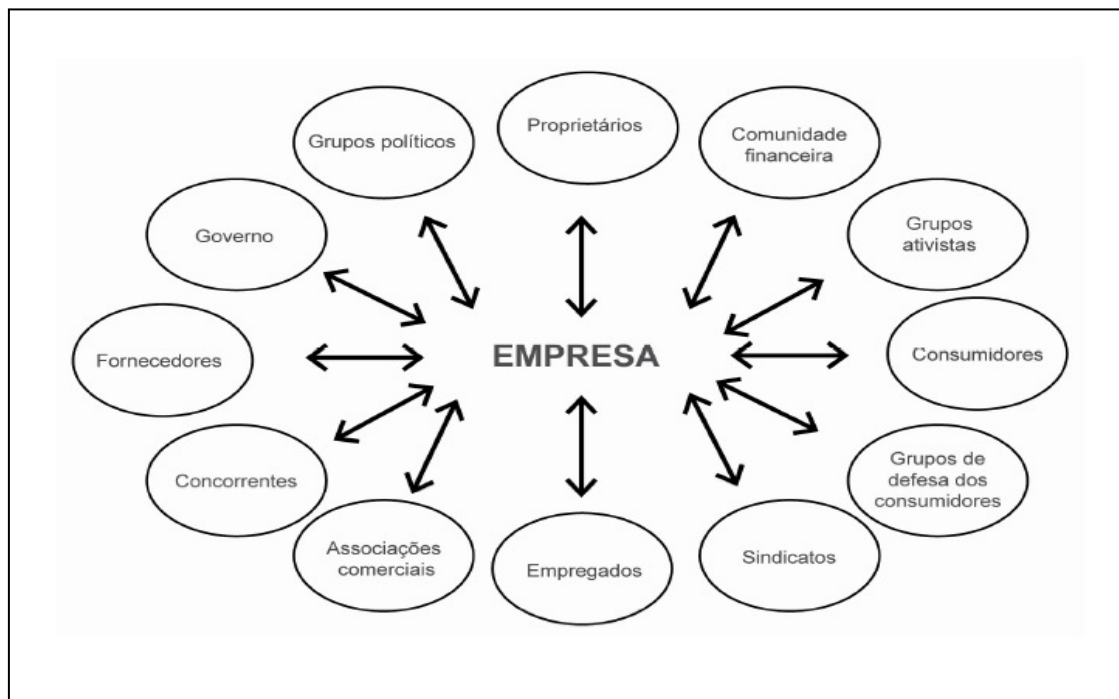 Proprietários
Grupos políticos
Comunidade
financeira
Governo
Grupos
ativistas
Fornecedores
EMPRESA
Consumidores
Concorrentes
Grupos de
defesa dos
consumidores
Associações
comerciais
Empregados
Sindicatos